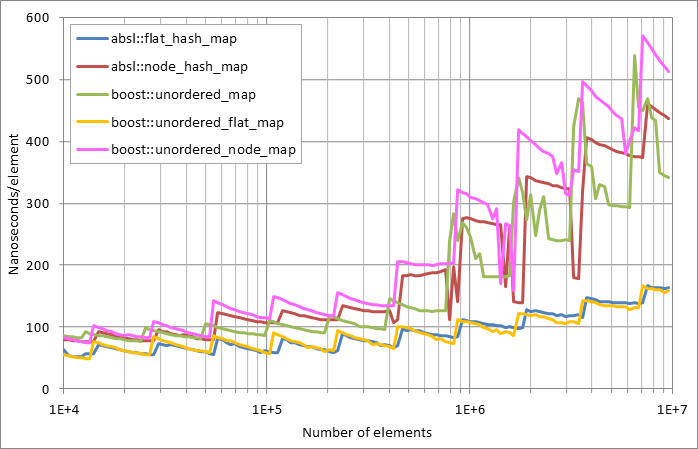 600
500
400
300
200
100
0
Nanoseconds/element
absl::flat_hash_map
absl::node_hash_map
boost::unordered_map
boost::unordered_flat_map
boost::unordered_node_map
1E+4
1E+5
1E+6
1E+7
Number of elements